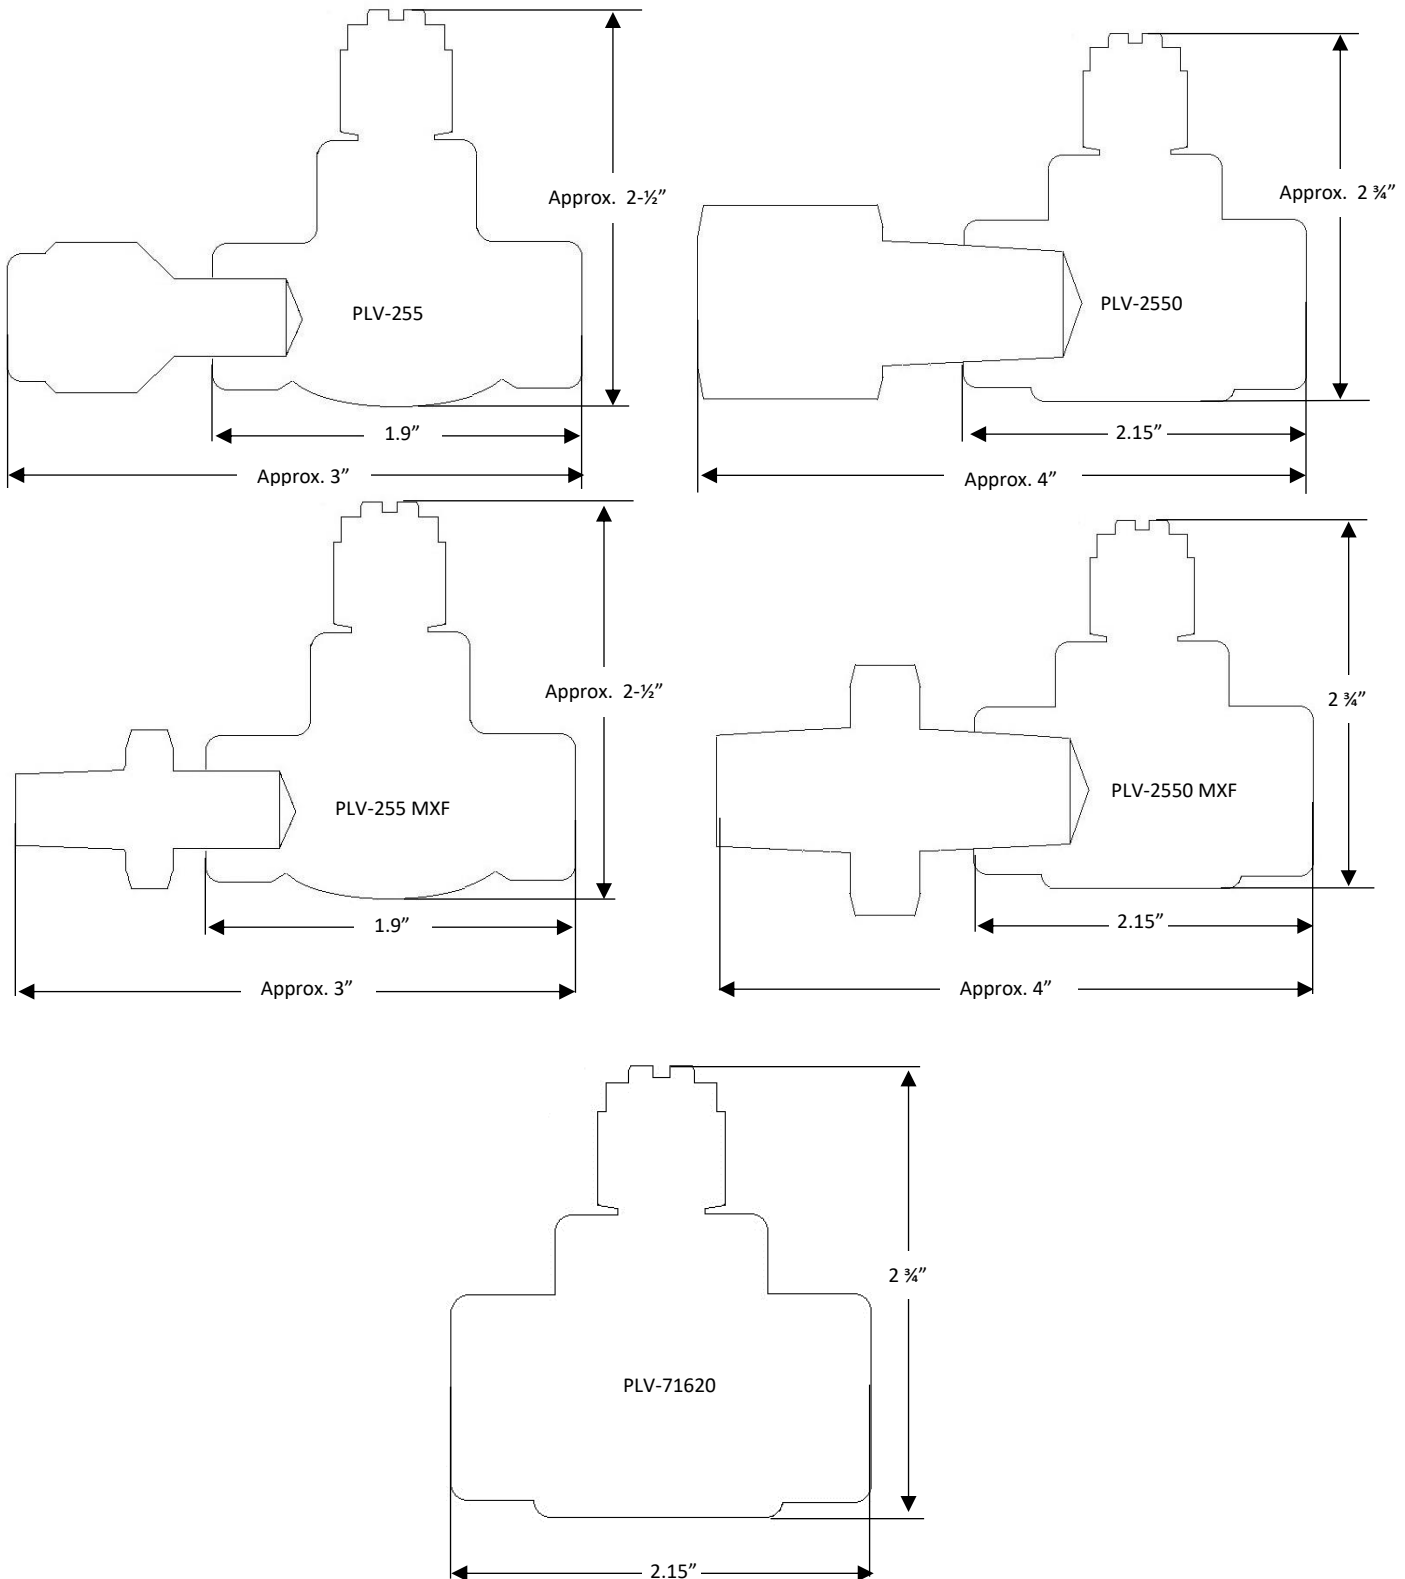 Approx. 2-½”
PLV-255
1.9”
Approx. 3”
Approx. 2 ¾”
PLV-2550
2.15”
Approx. 4”
Approx. 2-½”
PLV-255 MXF
1.9”
Approx. 3”
2 ¾”
PLV-2550 MXF
2.15”
Approx. 4”
2 ¾”
PLV-71620
2.15”